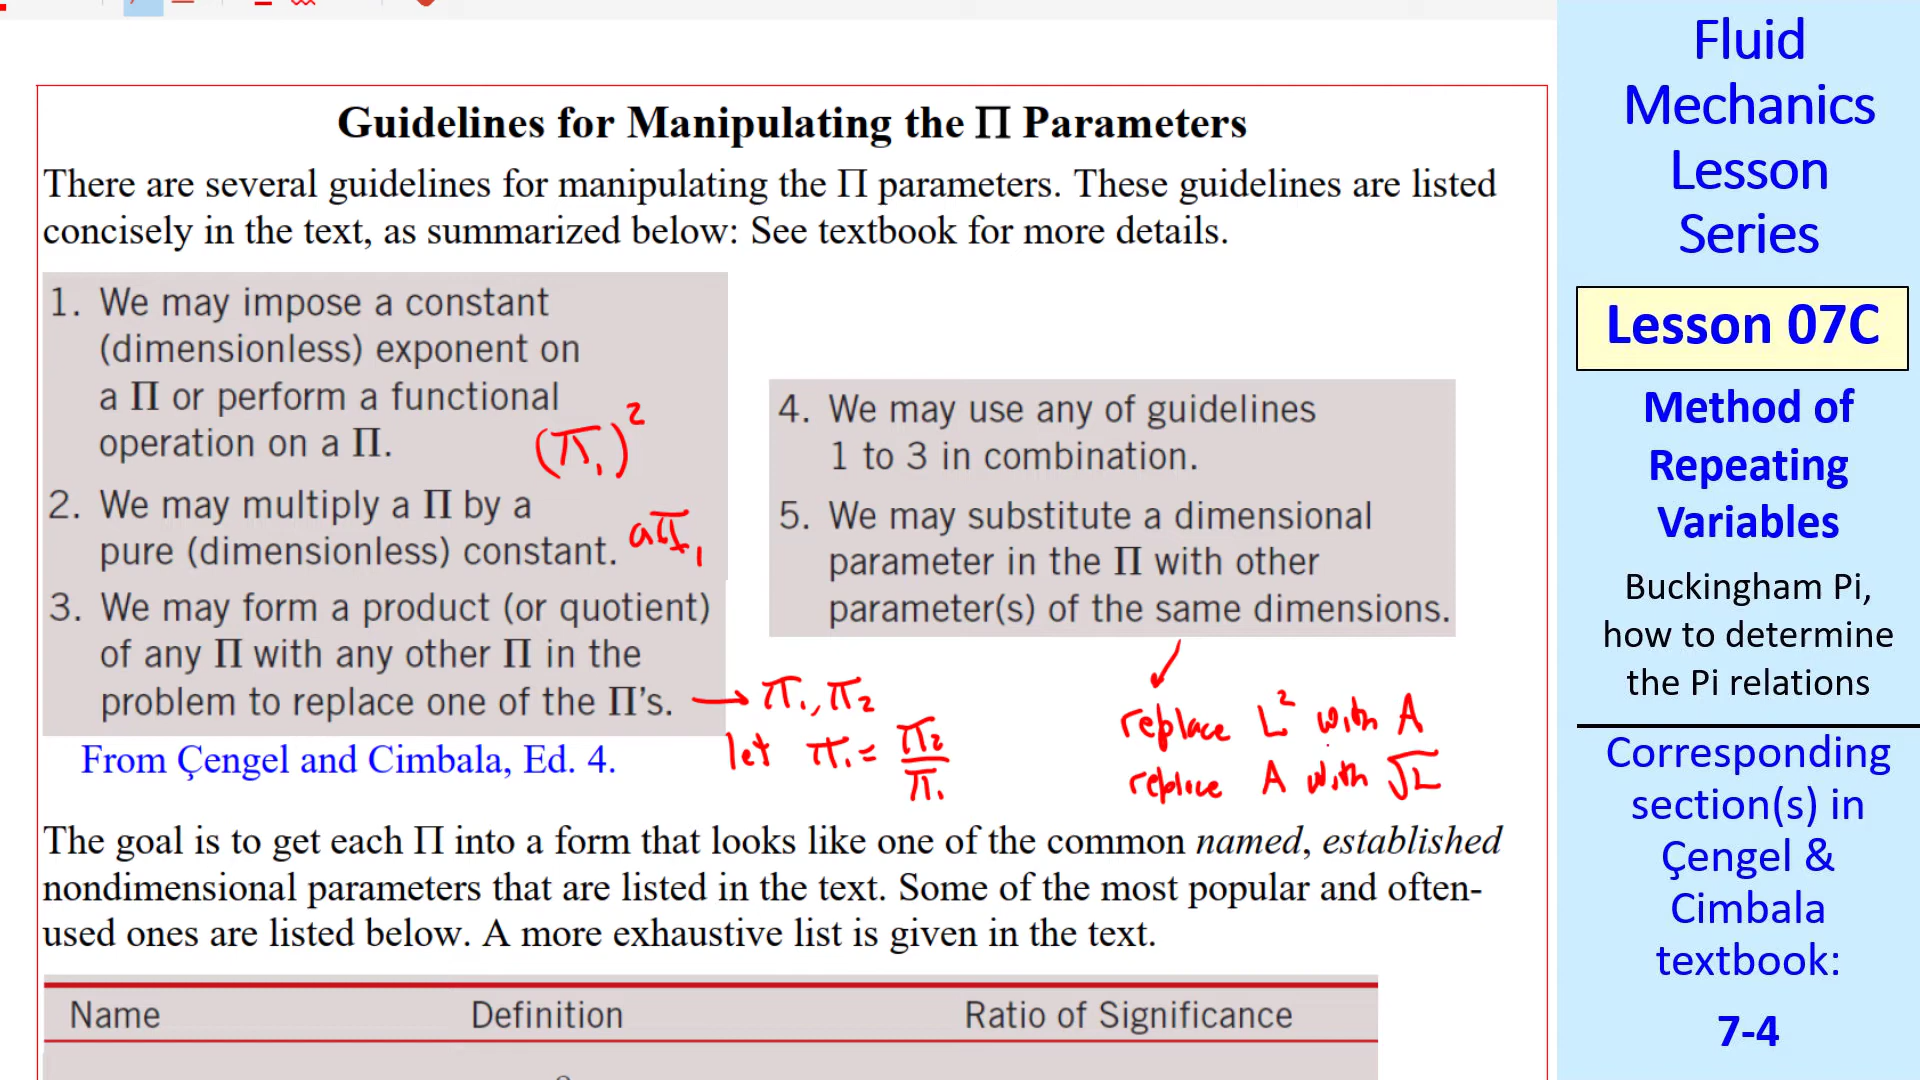 Guidelines for Manipulating the Π Parameters
There are several guidelines for manipulating the Π parameters. These guidelines are listed
concisely in the text, as summarized below: See textbook for more details.
1. We may impose a constant
(dimensionless) exponent on
a Π or perform a functional
operation on a Π.
(π₁)²
2. We may multiply a Π by a
pure (dimensionless) constant.
aπ₁
3. We may form a product (or quotient)
of any Π with any other Π in the
problem to replace one of the Π's.
→ π₁, π₂
let π₁ = π₂/π₁
From Çengel and Cimbala, Ed. 4.
4. We may use any of guidelines
1 to 3 in combination.
5. We may substitute a dimensional
parameter in the Π with other
parameter(s) of the same dimensions.
replace L² with A
replace A with √L
The goal is to get each Π into a form that looks like one of the common named, established
nondimensional parameters that are listed in the text. Some of the most popular and often-
used ones are listed below. A more exhaustive list is given in the text.
Name Definition Ratio of Significance
Fluid
Mechanics
Lesson
Series
Lesson 07C
Method of
Repeating
Variables
Buckingham Pi,
how to determine
the Pi relations
Corresponding
section(s) in
Çengel &
Cimbala
textbook:
7-4